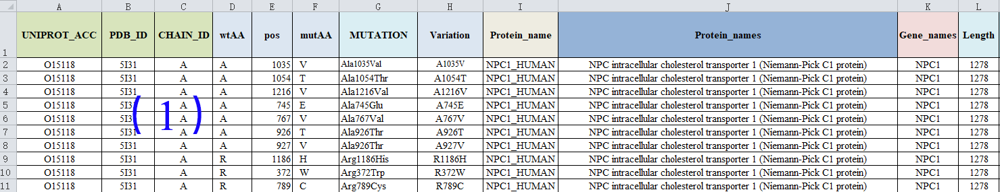 A B C D E F G H I J K L
1 UNIPROT_ACC PDB_ID CHAIN_ID wtAA pos mutAA MUTATION Variation Protein_name Protein_names Gene_names Length
2 O15118 5I31 A A 1035 V Ala1035Val A1035V NPC1_HUMAN NPC intracellular cholesterol transporter 1 (Niemann-Pick C1 protein) NPC1 1278
3 O15118 5I31 A A 1054 T Ala1054Thr A1054T NPC1_HUMAN NPC intracellular cholesterol transporter 1 (Niemann-Pick C1 protein) NPC1 1278
4 O15118 5I31 A A 1216 V Ala1216Val A1216V NPC1_HUMAN NPC intracellular cholesterol transporter 1 (Niemann-Pick C1 protein) NPC1 1278
5 O15118 5I31 A A 745 E Ala745Glu A745E NPC1_HUMAN NPC intracellular cholesterol transporter 1 (Niemann-Pick C1 protein) NPC1 1278
(1)
6 O15118 5I31 A A 767 V Ala767Val A767V NPC1_HUMAN NPC intracellular cholesterol transporter 1 (Niemann-Pick C1 protein) NPC1 1278
7 O15118 5I31 A A 926 T Ala926Thr A926T NPC1_HUMAN NPC intracellular cholesterol transporter 1 (Niemann-Pick C1 protein) NPC1 1278
8 O15118 5I31 A A 927 V Ala926Thr A927V NPC1_HUMAN NPC intracellular cholesterol transporter 1 (Niemann-Pick C1 protein) NPC1 1278
9 O15118 5I31 A R 1186 H Arg1186His R1186H NPC1_HUMAN NPC intracellular cholesterol transporter 1 (Niemann-Pick C1 protein) NPC1 1278
10 O15118 5I31 A R 372 W Arg372Trp R372W NPC1_HUMAN NPC intracellular cholesterol transporter 1 (Niemann-Pick C1 protein) NPC1 1278
11 O15118 5I31 A R 789 C Arg789Cys R789C NPC1_HUMAN NPC intracellular cholesterol transporter 1 (Niemann-Pick C1 protein) NPC1 1278